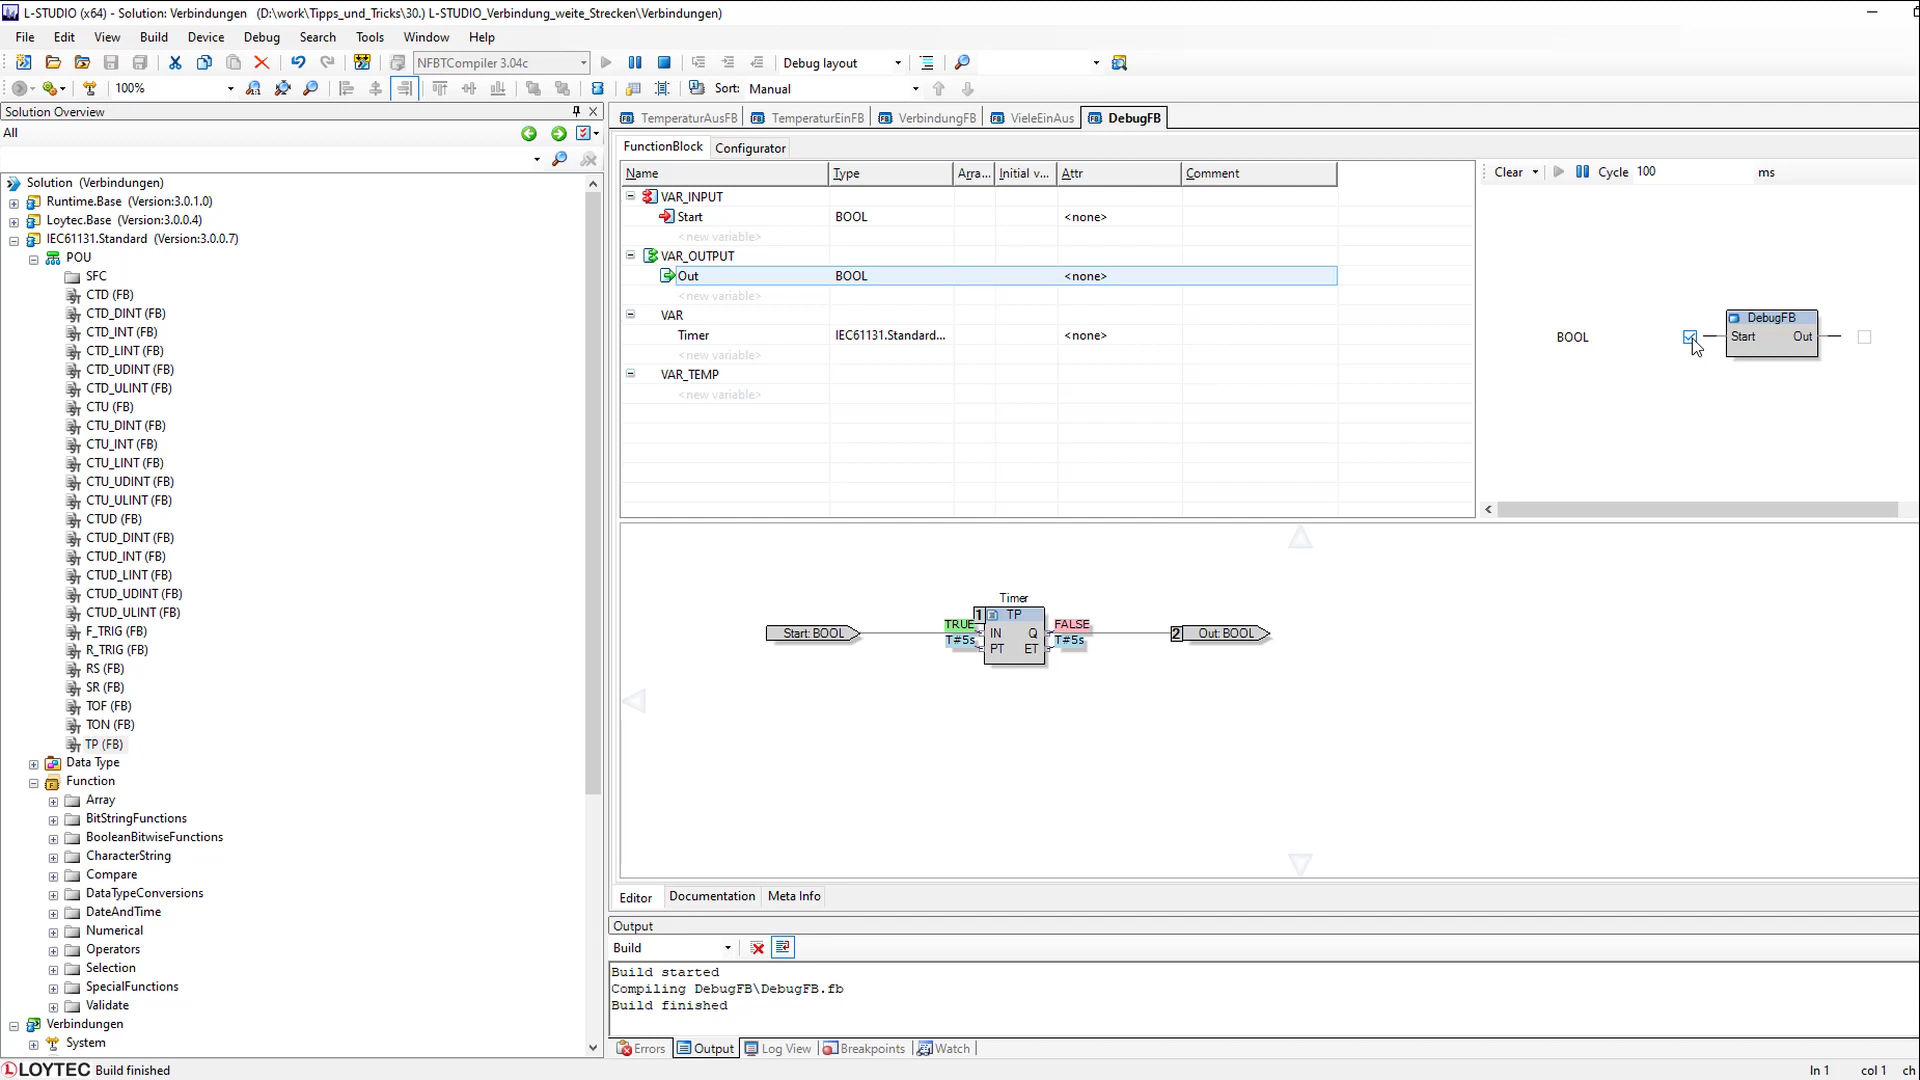 L-STUDIO (x64) - Solution: Verbindungen (D:\work\Tipps_und_Tricks\30.) L-STUDIO_Verbindung_weite_Strecken\Verbindungen)
File Edit View Build Device Debug Search Tools Window Help
NFBTCompiler 3.04c Debug layout
100% Sort: Manual
Solution Overview
All
Solution (Verbindungen)
Runtime.Base (Version:3.0.1.0)
Loytec.Base (Version:3.0.0.4)
IEC61131.Standard (Version:3.0.0.7)
POU
SFC
CTD (FB)
CTD_DINT (FB)
CTD_INT (FB)
CTD_LINT (FB)
CTD_UDINT (FB)
CTD_ULINT (FB)
CTU (FB)
CTU_DINT (FB)
CTU_INT (FB)
CTU_LINT (FB)
CTU_UDINT (FB)
CTU_ULINT (FB)
CTUD (FB)
CTUD_DINT (FB)
CTUD_INT (FB)
CTUD_LINT (FB)
CTUD_UDINT (FB)
CTUD_ULINT (FB)
F_TRIG (FB)
R_TRIG (FB)
RS (FB)
SR (FB)
TOF (FB)
TON (FB)
TP (FB)
Data Type
Function
Array
BitStringFunctions
BooleanBitwiseFunctions
CharacterString
Compare
DataTypeConversions
DateAndTime
Numerical
Operators
Selection
SpecialFunctions
Validate
Verbindungen
System
TemperaturAusFB TemperaturEinFB VerbindungFB VieleEinAus DebugFB
FunctionBlock Configurator
Name Type Arra... Initial v... Attr Comment
VAR_INPUT
Start BOOL <none>
<new variable>
VAR_OUTPUT
Out BOOL <none>
<new variable>
VAR
Timer IEC61131.Standard... <none>
<new variable>
VAR_TEMP
<new variable>
Clear Cycle 100 ms
DebugFB
BOOL Start Out
Timer
1 TP
TRUE FALSE
Start: BOOL IN Q 2 Out: BOOL
T#5s PT ET T#5s
Editor Documentation Meta Info
Output
Build
Build started
Compiling DebugFB\DebugFB.fb
Build finished
Errors Output Log View Breakpoints Watch
LOYTEC Build finished ln 1 col 1 ch